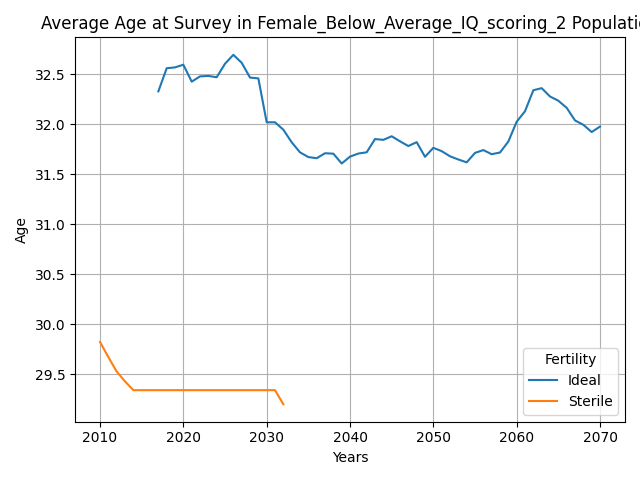 Average Age at Survey in Female_Below_Average_IQ_scoring_2 Populati
32.5
32.0
31.5
31.0
30.5
30.0
29.5
Age
2010 2020 2030 2040 2050 2060 2070
Years
Fertility
Ideal
Sterile